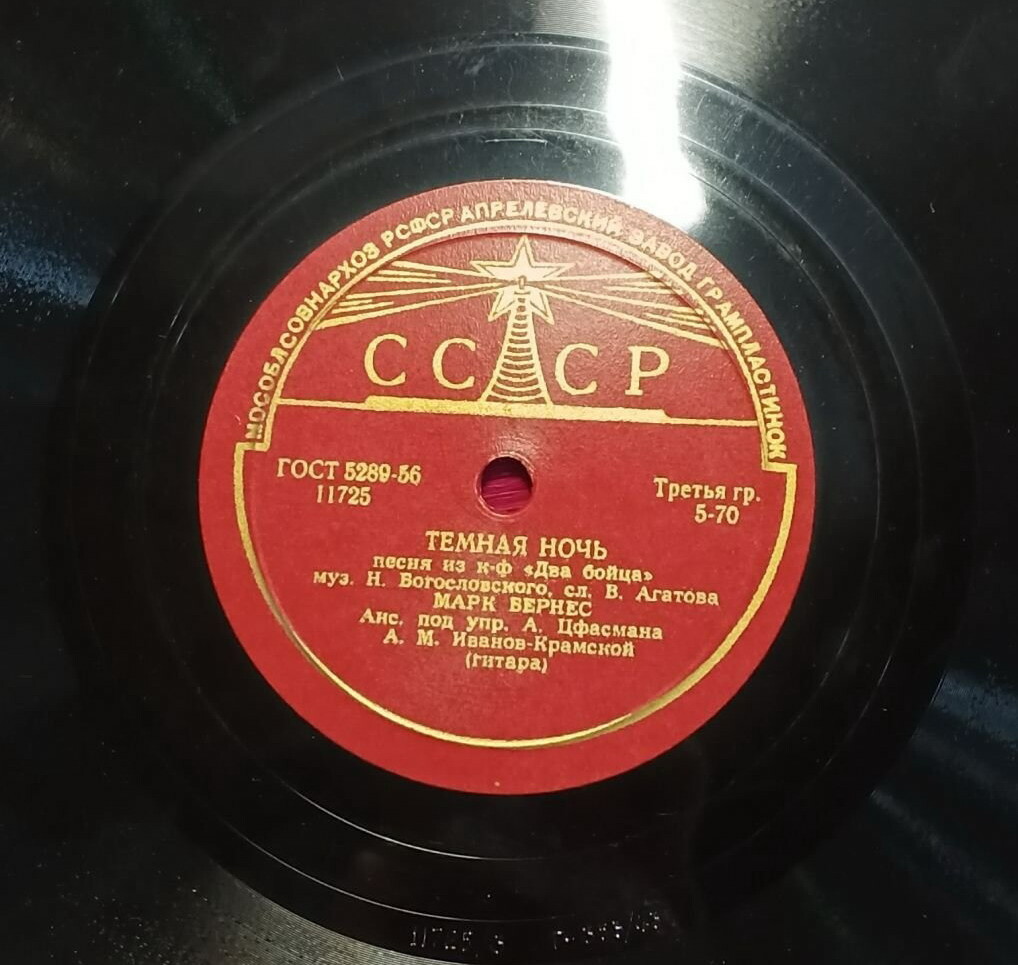 МОСОБЛСОВНАРХОЗ РСФСР АПРЕЛЕВСКИЙ ЗАВОД ГРАМПЛАСТИНОК
СССР
ГОСТ 5289-56
11725
Третья гр.
5-70
ТЕМНАЯ НОЧЬ
песня из к-ф «Два бойца»
муз. Н. Богословского, сл. В. Агатова
МАРК БЕРНЕС
Анс. под упр. А. Цфасмана
А. М. Иванов-Крамской
(гитара)
11725